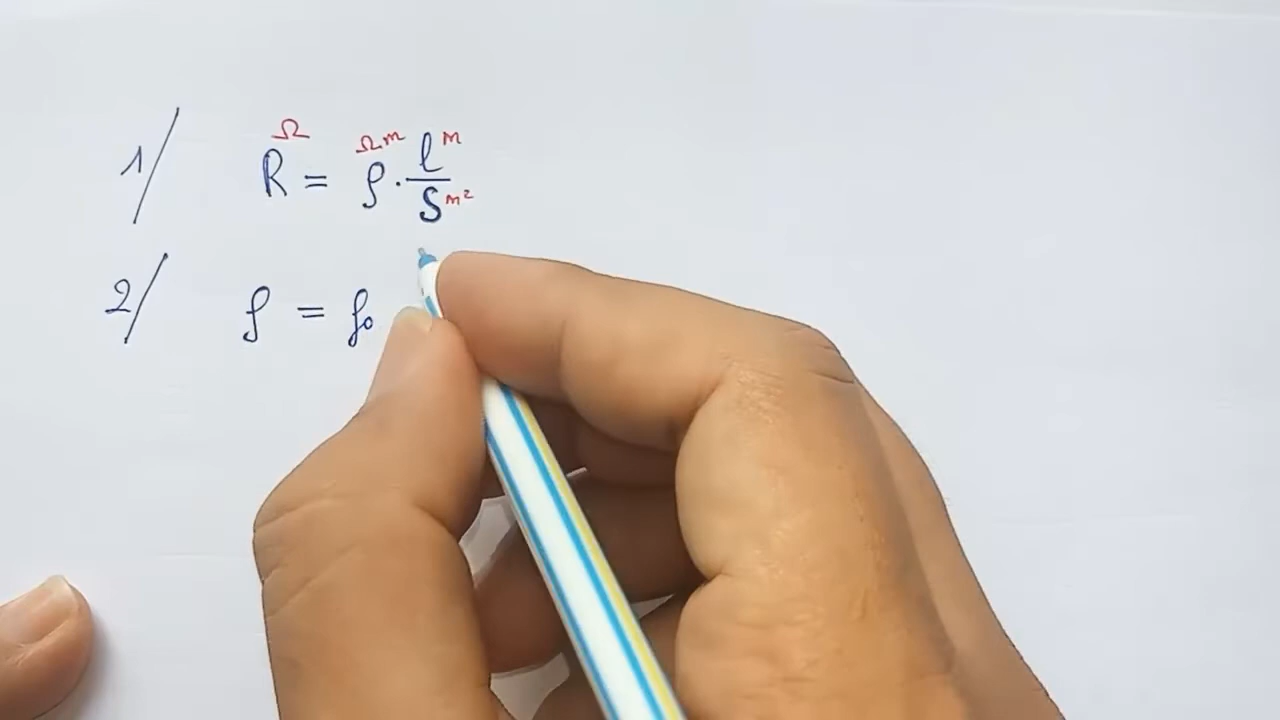 1/ R^Ω = ρ^Ωm · l^m / S^m²
2/ ρ = ρ₀